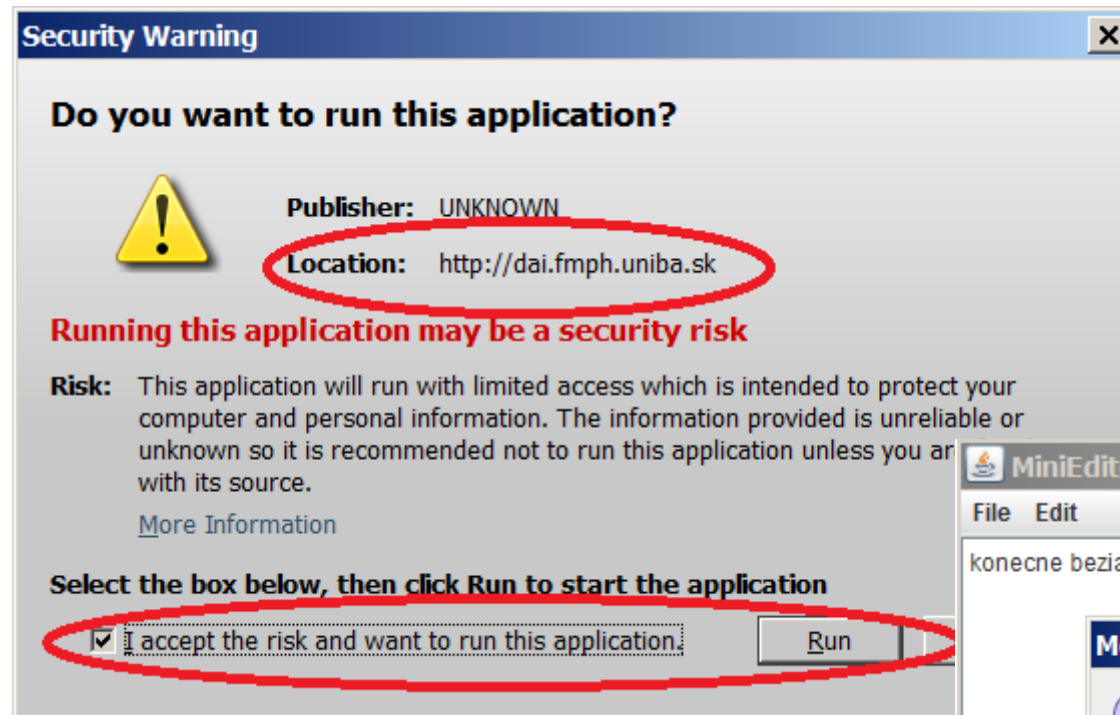 Security Warning
Do you want to run this application?
Publisher: UNKNOWN
Location: http://dai.fmph.uniba.sk
Running this application may be a security risk
Risk: This application will run with limited access which is intended to protect your
computer and personal information. The information provided is unreliable or
unknown so it is recommended not to run this application unless you are
with its source.
More Information
Select the box below, then click Run to start the application
I accept the risk and want to run this application.
Run
MiniEdit
File Edit
konecne